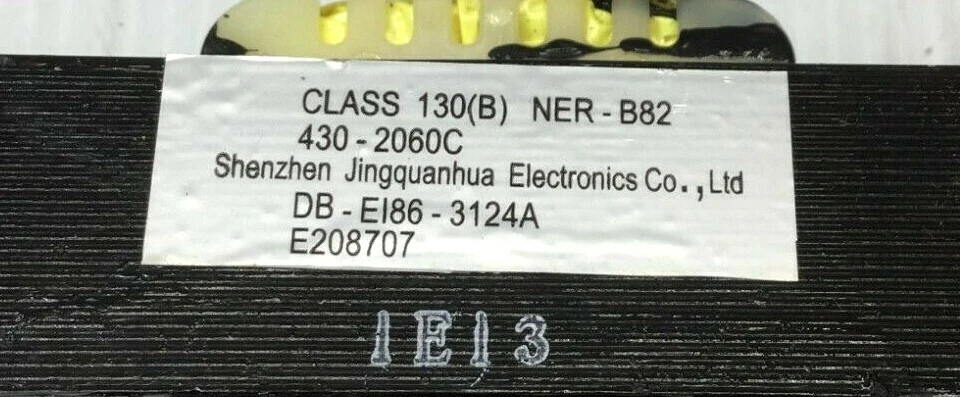 CLASS 130(B) NER - B82
430 - 2060C
Shenzhen Jingquanhua Electronics Co., Ltd
DB - EI86 - 3124A
E208707
1E13